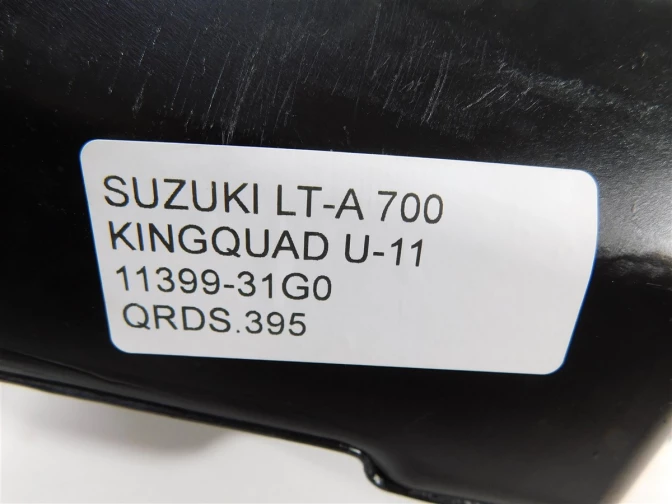 SUZUKI LT-A 700
KINGQUAD U-11
11399-31G0
QRDS.395